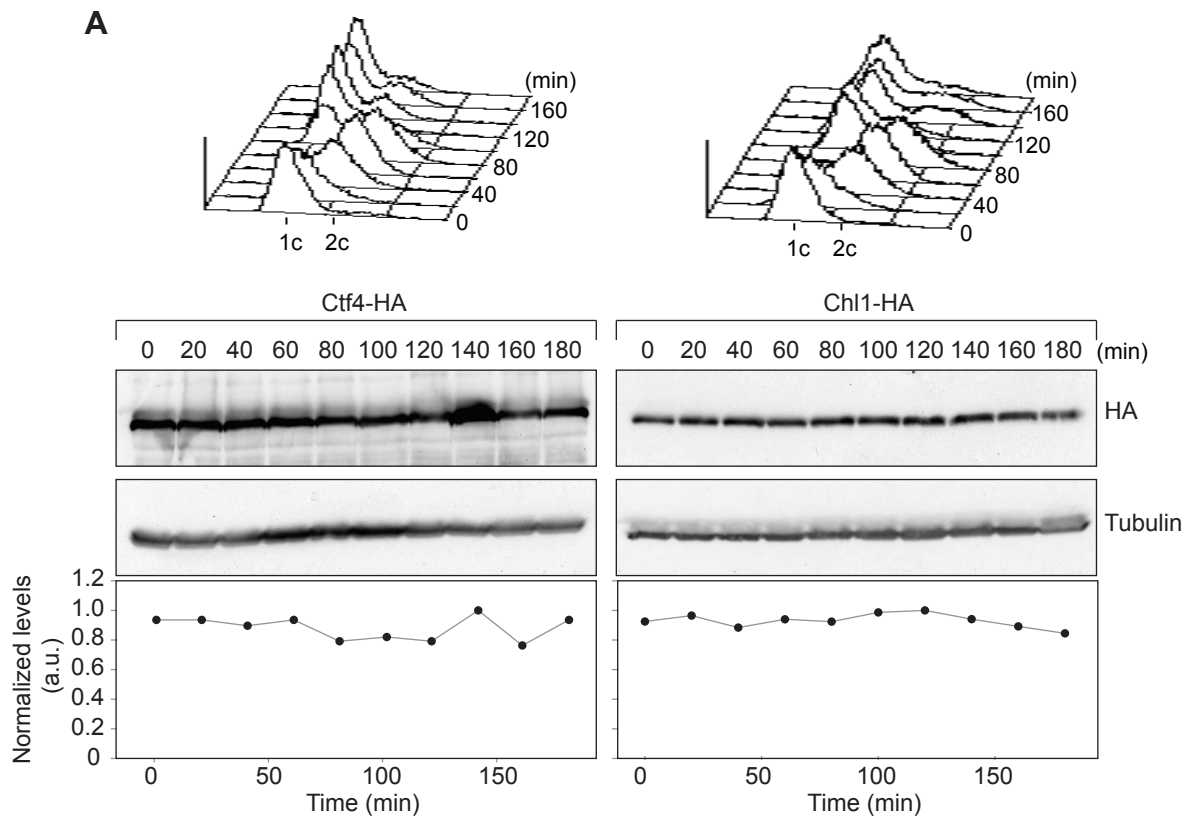 A
(min)
160
120
80
40
0
1c 2c
(min)
160
120
80
40
0
1c 2c
Ctf4-HA
0 20 40 60 80 100 120 140 160 180
Chl1-HA
0 20 40 60 80 100 120 140 160 180 (min)
HA
Tubulin
Normalized levels
(a.u.)
1.2
1.0
0.8
0.6
0.4
0.2
0
0 50 100 150
Time (min)
0 50 100 150
Time (min)